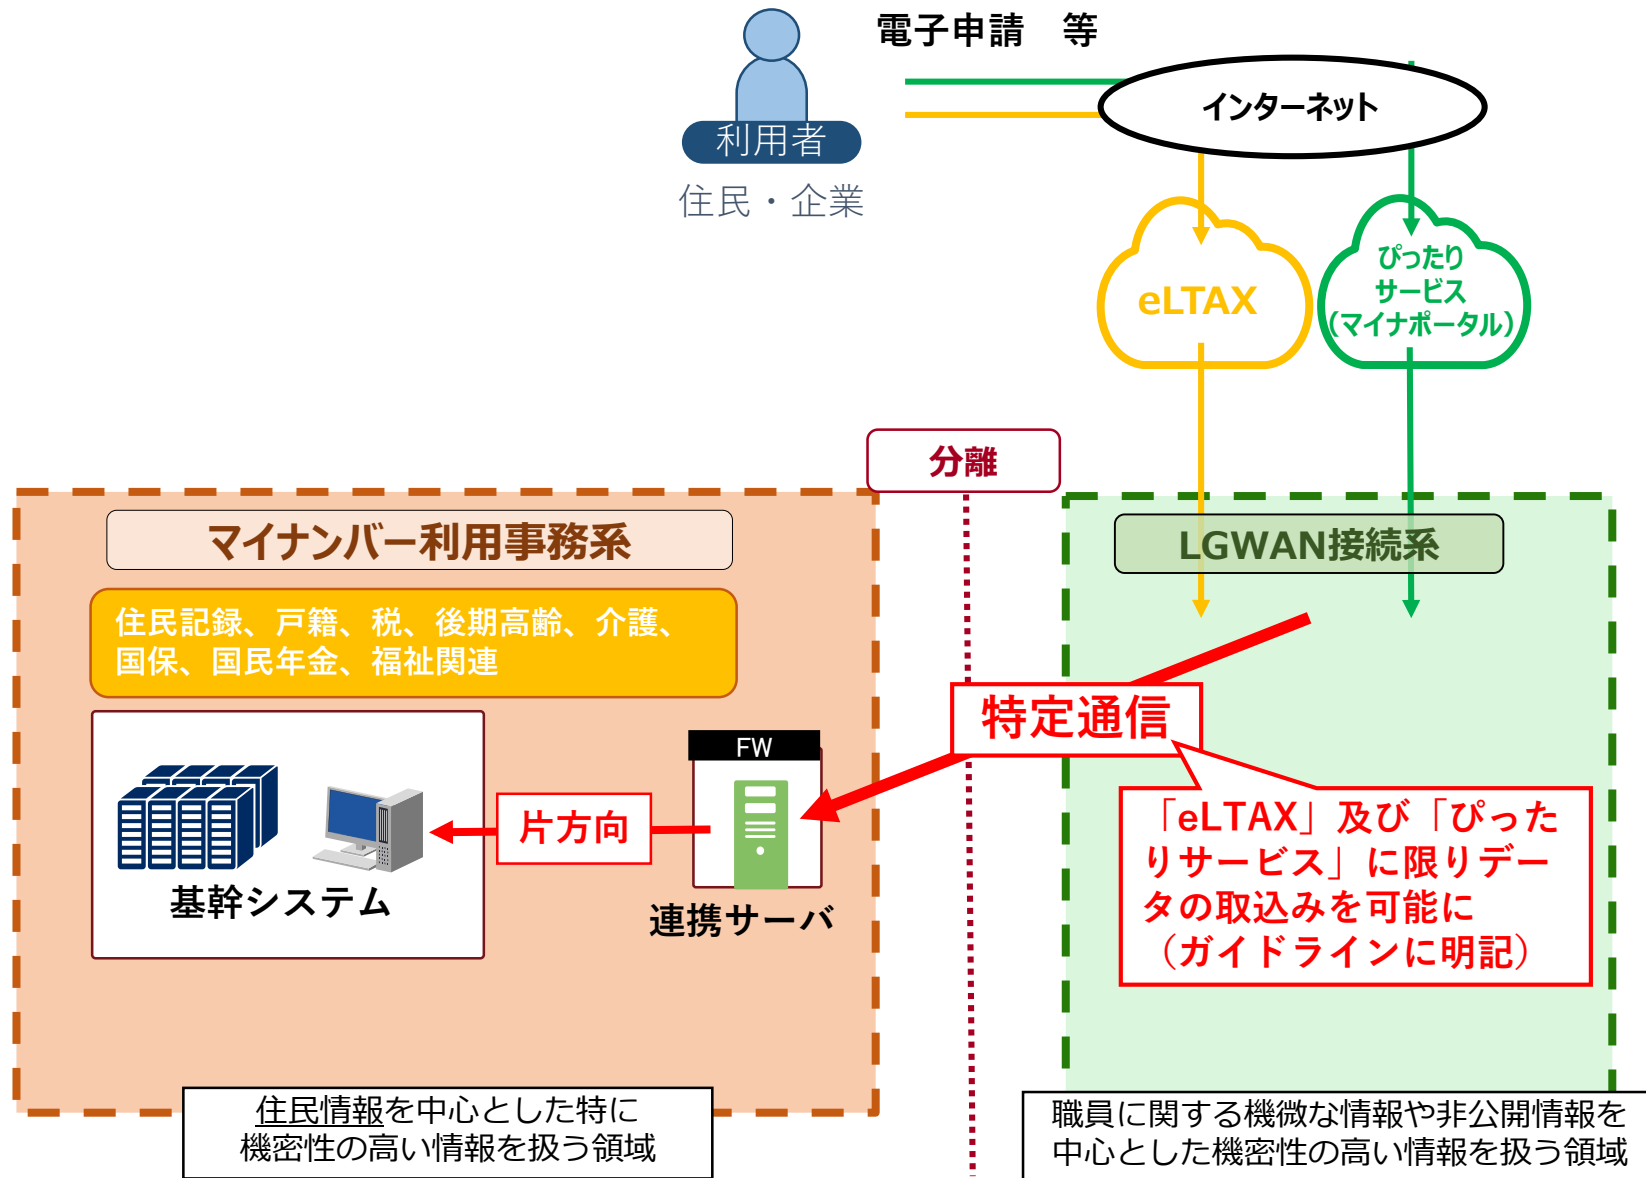 電子申請　等
インターネット
利用者
住民・企業
eLTAX
ぴったり
サービス
（マイナポータル）
分離
マイナンバー利用事務系
LGWAN接続系
住民記録、戸籍、税、後期高齢、介護、
国保、国民年金、福祉関連
特定通信
FW
片方向
基幹システム
連携サーバ
「eLTAX」及び「ぴった
りサービス」に限りデー
タの取込みを可能に
（ガイドラインに明記）
住民情報を中心とした特に
機密性の高い情報を扱う領域
職員に関する機微な情報や非公開情報を
中心とした機密性の高い情報を扱う領域